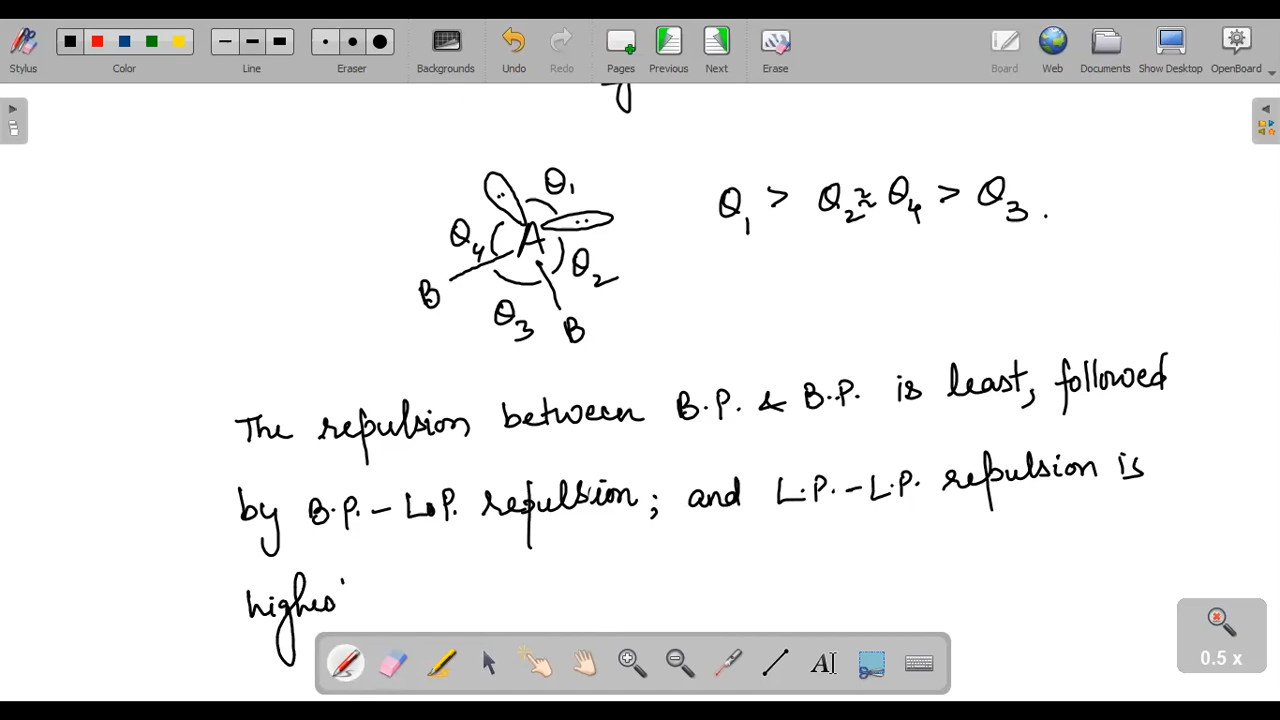 Stylus
Color
Line
Eraser
Backgrounds
Undo
Redo
Pages
Previous
Next
Erase
Board
Web
Documents
Show Desktop
OpenBoard
θ1
θ1 > θ2 ≈ θ4 > θ3 .
θ4
A
θ2
B
θ3
B
The repulsion between B.P. & B.P. is least, followed
by B.P. - L.P. repulsion; and L.P. - L.P. repulsion is
highes
0.5 x